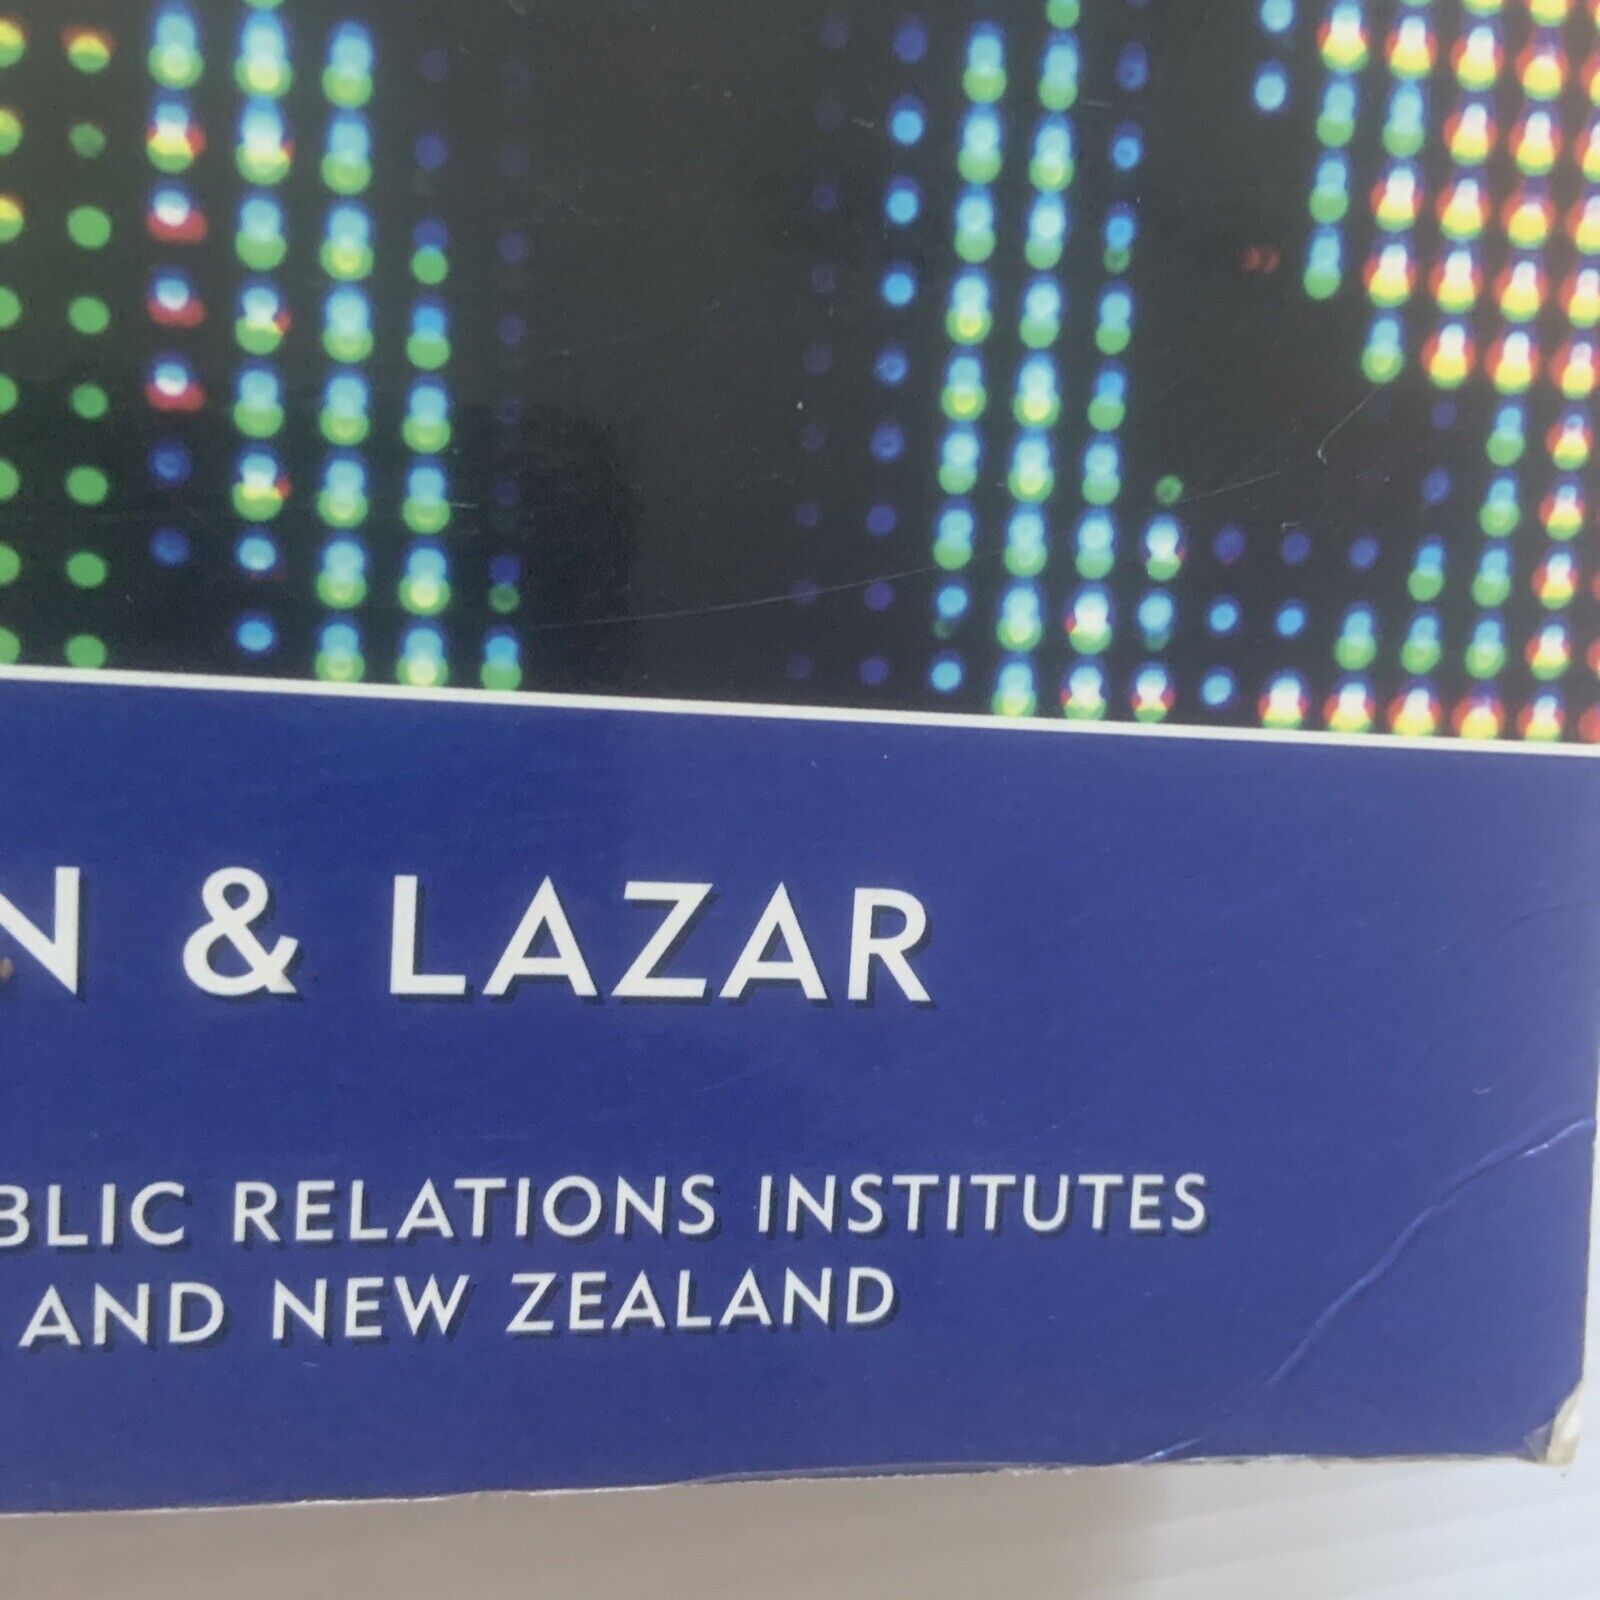 N & LAZAR
BLIC RELATIONS INSTITUTES
AND NEW ZEALAND